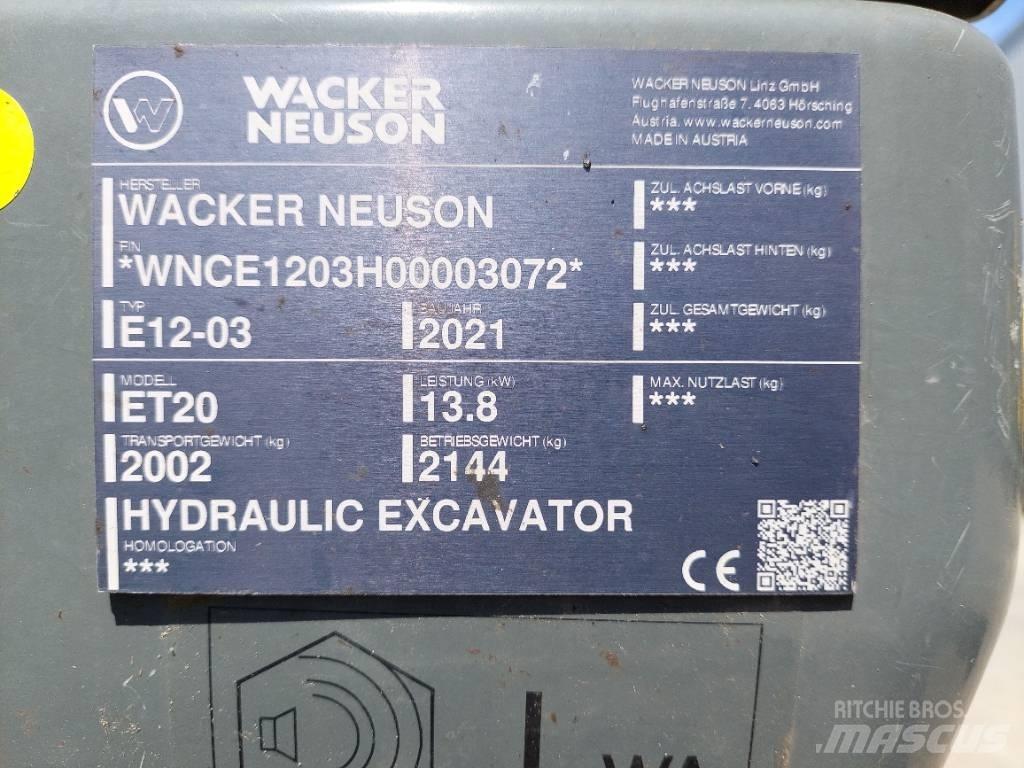 WACKER
NEUSON
WACKER NEUSON Linz GmbH
Flughafenstraße 7, 4063 Hörsching
Austria. www.wackerneuson.com
MADE IN AUSTRIA
HERSTELLER
WACKER NEUSON
FIN
*WNCE1203H00003072*
TYP
E12-03
BAUJAHR
2021
ZUL. ACHSLAST VORNE (kg)
***
ZUL. ACHSLAST HINTEN (kg)
***
ZUL. GESAMTGEWICHT (kg)
***
MODELL
ET20
LEISTUNG (kW)
13.8
MAX. NUTZLAST (kg)
***
TRANSPORTGEWICHT (kg)
2002
BETRIEBSGEWICHT (kg)
2144
HYDRAULIC EXCAVATOR
HOMOLOGATION
***
CE
RITCHIE BROS.
MASCUS